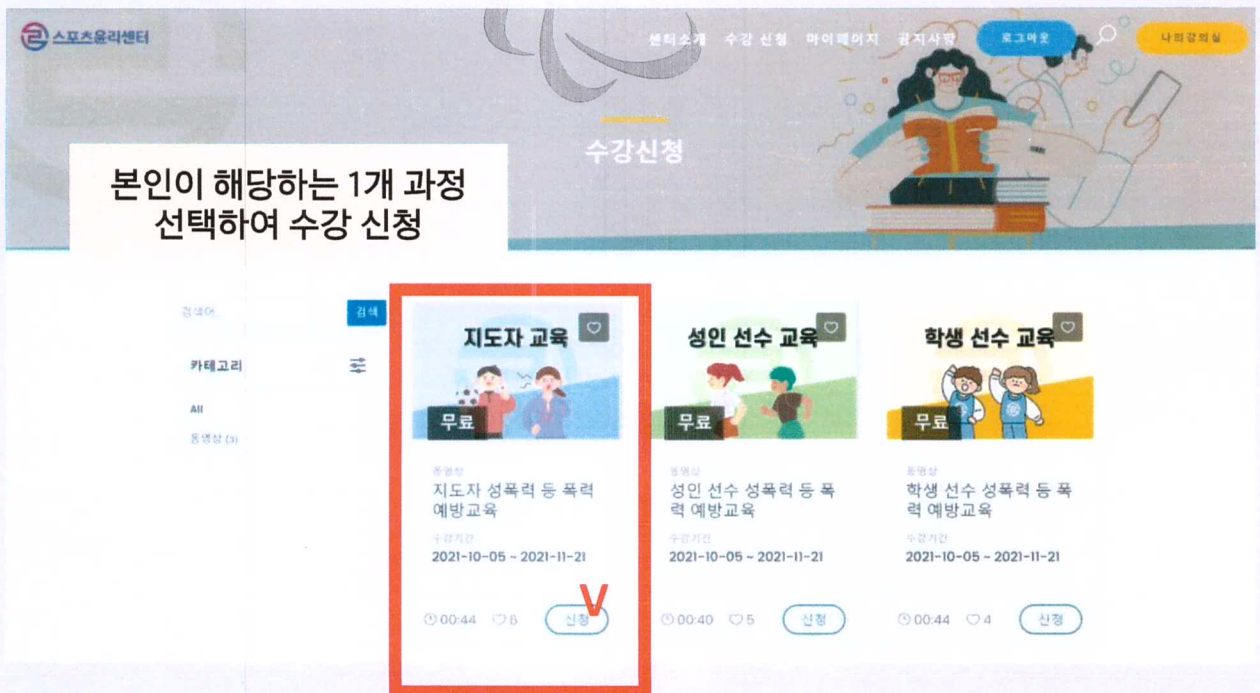 스포츠윤리센터
센터소개 수강 신청 마이페이지 공지사항 로그아웃 나의강의실
수강신청
본인이 해당하는 1개 과정
선택하여 수강 신청
검색어 검색
카테고리
All
동영상 (3)
지도자 교육
무료
동영상
지도자 성폭력 등 폭력
예방교육
수강기간
2021-10-05 ~ 2021-11-21
00:44 6 신청
V
성인 선수 교육
무료
동영상
성인 선수 성폭력 등 폭
력 예방교육
수강기간
2021-10-05 ~ 2021-11-21
00:40 5 신청
학생 선수 교육
무료
동영상
학생 선수 성폭력 등 폭
력 예방교육
수강기간
2021-10-05 ~ 2021-11-21
00:44 4 신청